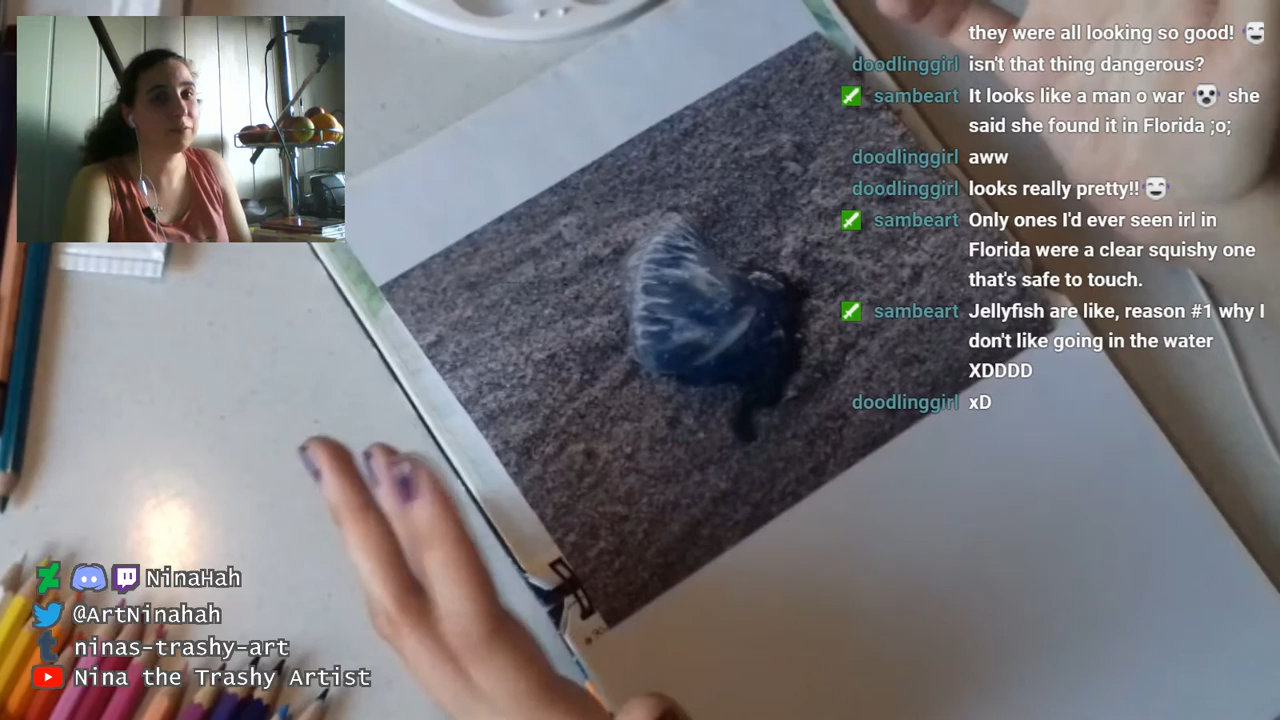 they were all looking so good!
doodlinggirl isn't that thing dangerous?
sambeart It looks like a man o war she
said she found it in Florida ;o;
doodlinggirl aww
doodlinggirl looks really pretty!!
sambeart Only ones I'd ever seen irl in
Florida were a clear squishy one
that's safe to touch.
sambeart Jellyfish are like, reason #1 why I
don't like going in the water
XDDDD
doodlinggirl xD
NinaHah
@ArtNinahah
ninas-trashy-art
Nina the Trashy Artist